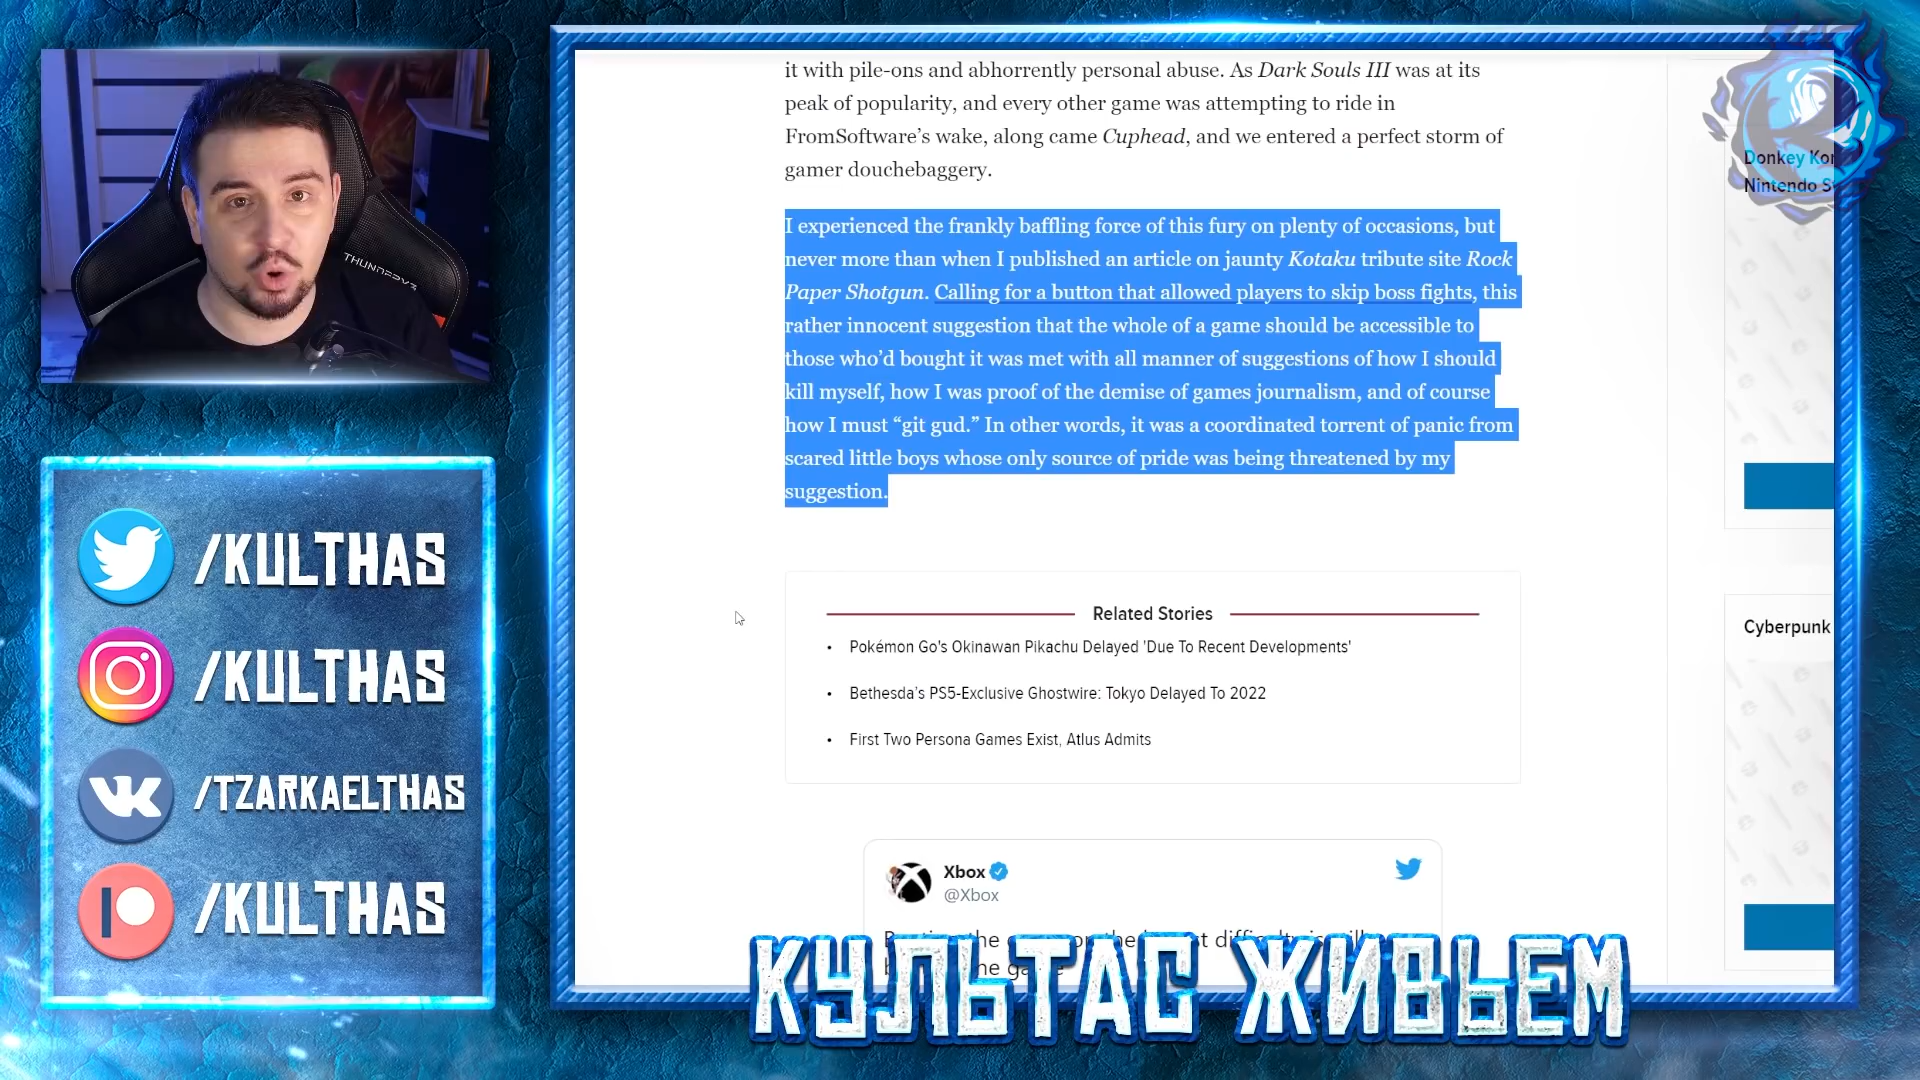 it with pile-ons and abhorrently personal abuse. As Dark Souls III was at its
peak of popularity, and every other game was attempting to ride in
FromSoftware’s wake, along came Cuphead, and we entered a perfect storm of
gamer douchebaggery.
I experienced the frankly baffling force of this fury on plenty of occasions, but
never more than when I published an article on jaunty Kotaku tribute site Rock
Paper Shotgun. Calling for a button that allowed players to skip boss fights, this
rather innocent suggestion that the whole of a game should be accessible to
those who’d bought it was met with all manner of suggestions of how I should
kill myself, how I was proof of the demise of games journalism, and of course
how I must “git gud.” In other words, it was a coordinated torrent of panic from
scared little boys whose only source of pride was being threatened by my
suggestion.
Related Stories
• Pokémon Go's Okinawan Pikachu Delayed 'Due To Recent Developments'
• Bethesda’s PS5-Exclusive Ghostwire: Tokyo Delayed To 2022
• First Two Persona Games Exist, Atlus Admits
Xbox
@Xbox
the
Donkey
Nintendo
Cyberpunk
THUNDERX3
/KULTHAS
/KULTHAS
/TZARKAELTHAS
/KULTHAS
КУЛЬТАС ЖИВЬЕМ